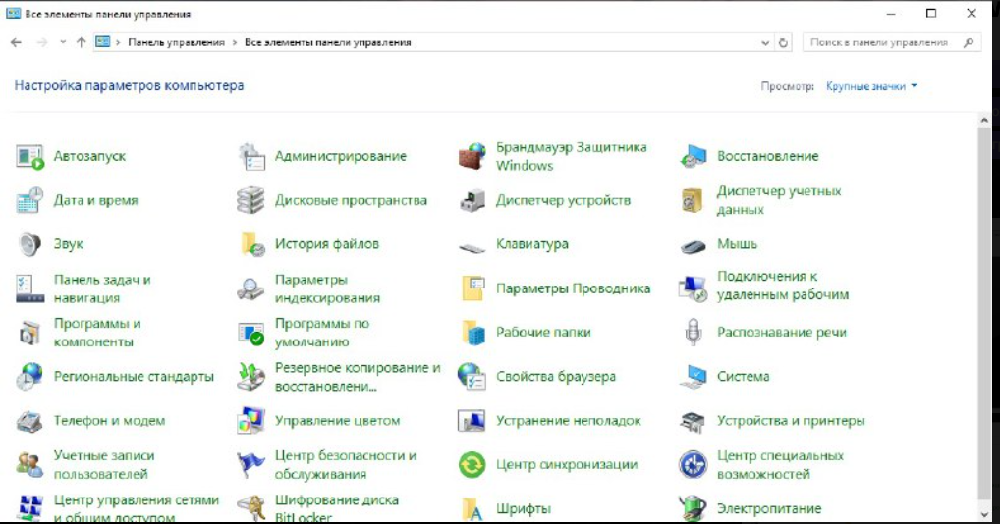 Все элементы панели управления
Панель управления > Все элементы панели управления
Поиск в панели управления
Настройка параметров компьютера
Просмотр: Крупные значки
Автозапуск
Администрирование
Брандмауэр Защитника
Windows
Восстановление
Дата и время
Дисковые пространства
Диспетчер устройств
Диспетчер учетных
данных
Звук
История файлов
Клавиатура
Мышь
Панель задач и
навигация
Параметры
индексирования
Параметры Проводника
Подключения к
удаленным рабочим
Программы и
компоненты
Программы по
умолчанию
Рабочие папки
Распознавание речи
Региональные стандарты
Резервное копирование и
восстановлени...
Свойства браузера
Система
Телефон и модем
Управление цветом
Устранение неполадок
Устройства и принтеры
Учетные записи
пользователей
Центр безопасности и
обслуживания
Центр синхронизации
Центр специальных
возможностей
Центр управления сетями
и общим доступом
Шифрование диска
BitLocker
Шрифты
Электропитание